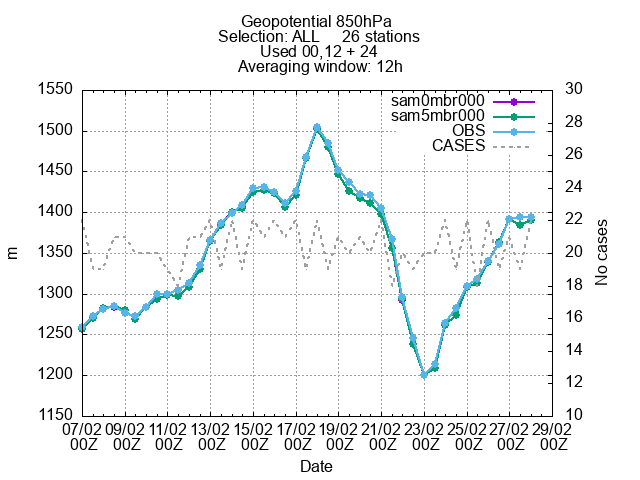 Geopotential 850hPa
Selection: ALL 26 stations
Used 00,12 + 24
Averaging window: 12h
1550 30
sam0mbr000
sam5mbr000
OBS
CASES
1500 28
1450 26
1400 24
1350 22
1300 20
1250 18
1200 16
1150 14
12
10
m
No cases
07/02 09/02 11/02 13/02 15/02 17/02 19/02 21/02 23/02 25/02 27/02 29/02
00Z 00Z 00Z 00Z 00Z 00Z 00Z 00Z 00Z 00Z 00Z 00Z
Date